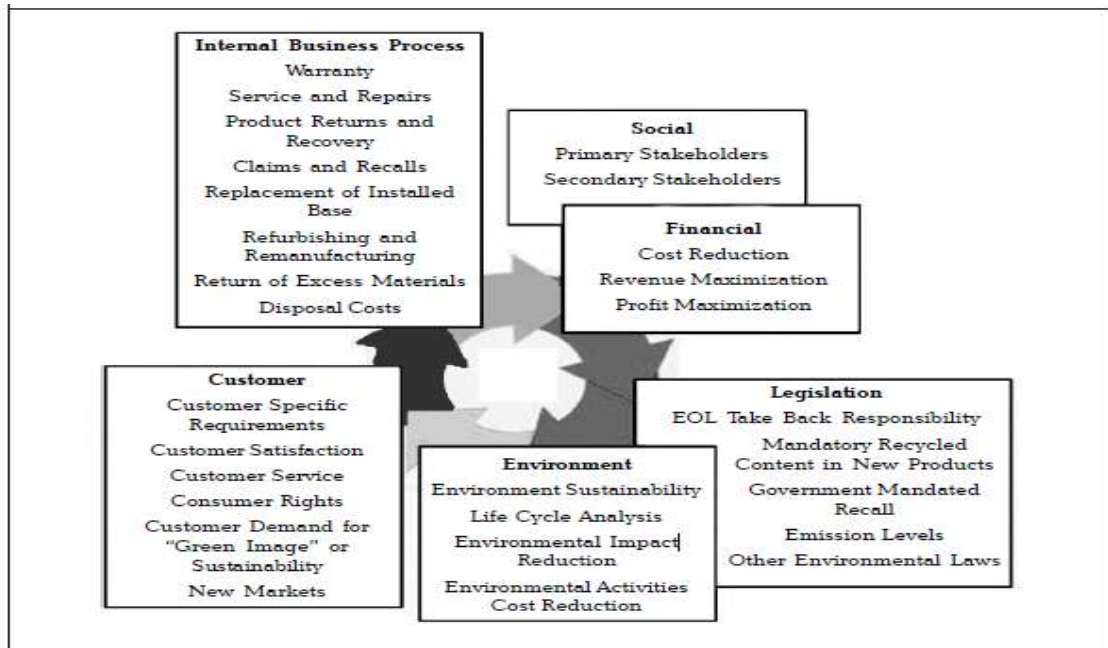 Internal Business Process
Warranty
Service and Repairs
Product Returns and
Recovery
Claims and Recalls
Replacement of Installed
Base
Refurbishing and
Remanufacturing
Return of Excess Materials
Disposal Costs
Social
Primary Stakeholders
Secondary Stakeholders
Financial
Cost Reduction
Revenue Maximization
Profit Maximization
Customer
Customer Specific
Requirements
Customer Satisfaction
Customer Service
Consumer Rights
Customer Demand for
“Green Image” or
Sustainability
New Markets
Environment
Environment Sustainability
Life Cycle Analysis
Environmental Impact
Reduction
Environmental Activities
Cost Reduction
Legislation
EOL Take Back Responsibility
Mandatory Recycled
Content in New Products
Government Mandated
Recall
Emission Levels
Other Environmental Laws